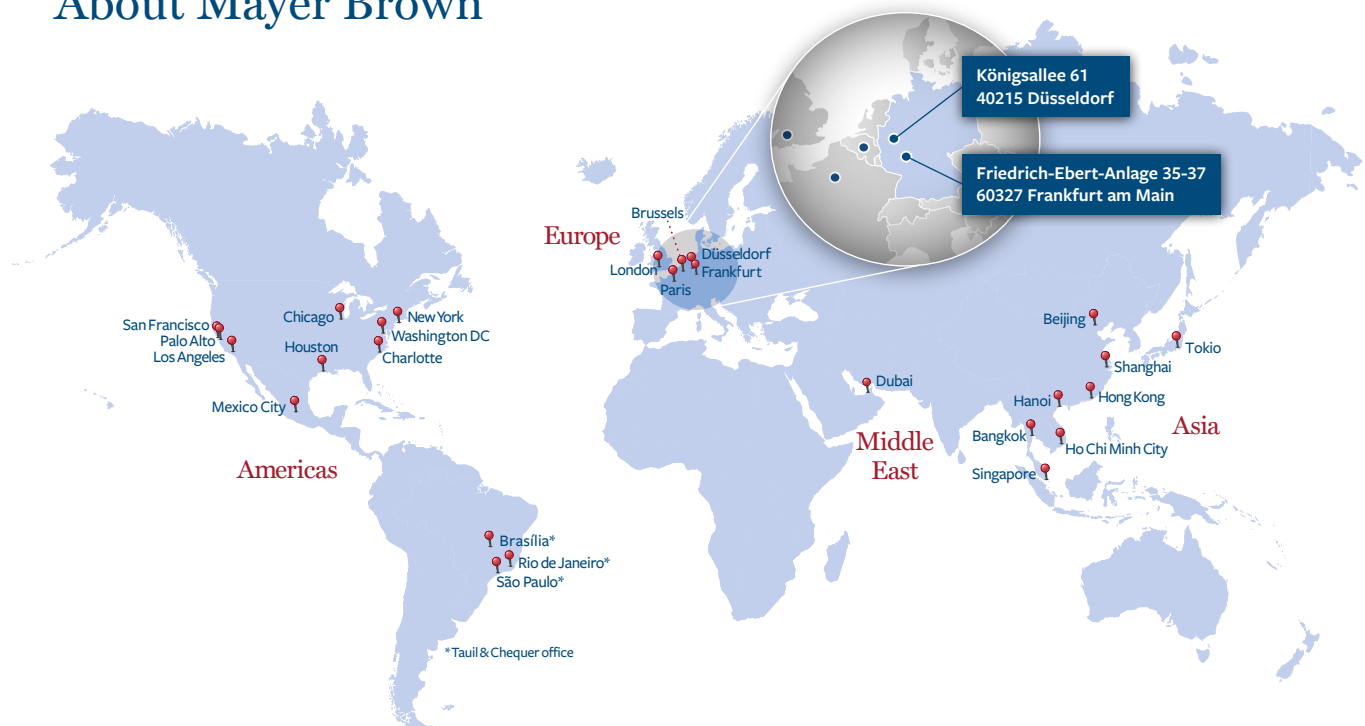 About Mayer Brown
Königsallee 61
40215 Düsseldorf
Friedrich-Ebert-Anlage 35-37
60327 Frankfurt am Main
Europe
Brussels
London
Paris
Düsseldorf
Frankfurt
San Francisco
Palo Alto
Los Angeles
Chicago
Houston
New York
Washington DC
Charlotte
Mexico City
Americas
Brasília*
Rio de Janeiro*
São Paulo*
*Tauil & Chequer office
Dubai
Middle
East
Beijing
Tokio
Shanghai
Hanoi
Hong Kong
Bangkok
Ho Chi Minh City
Singapore
Asia